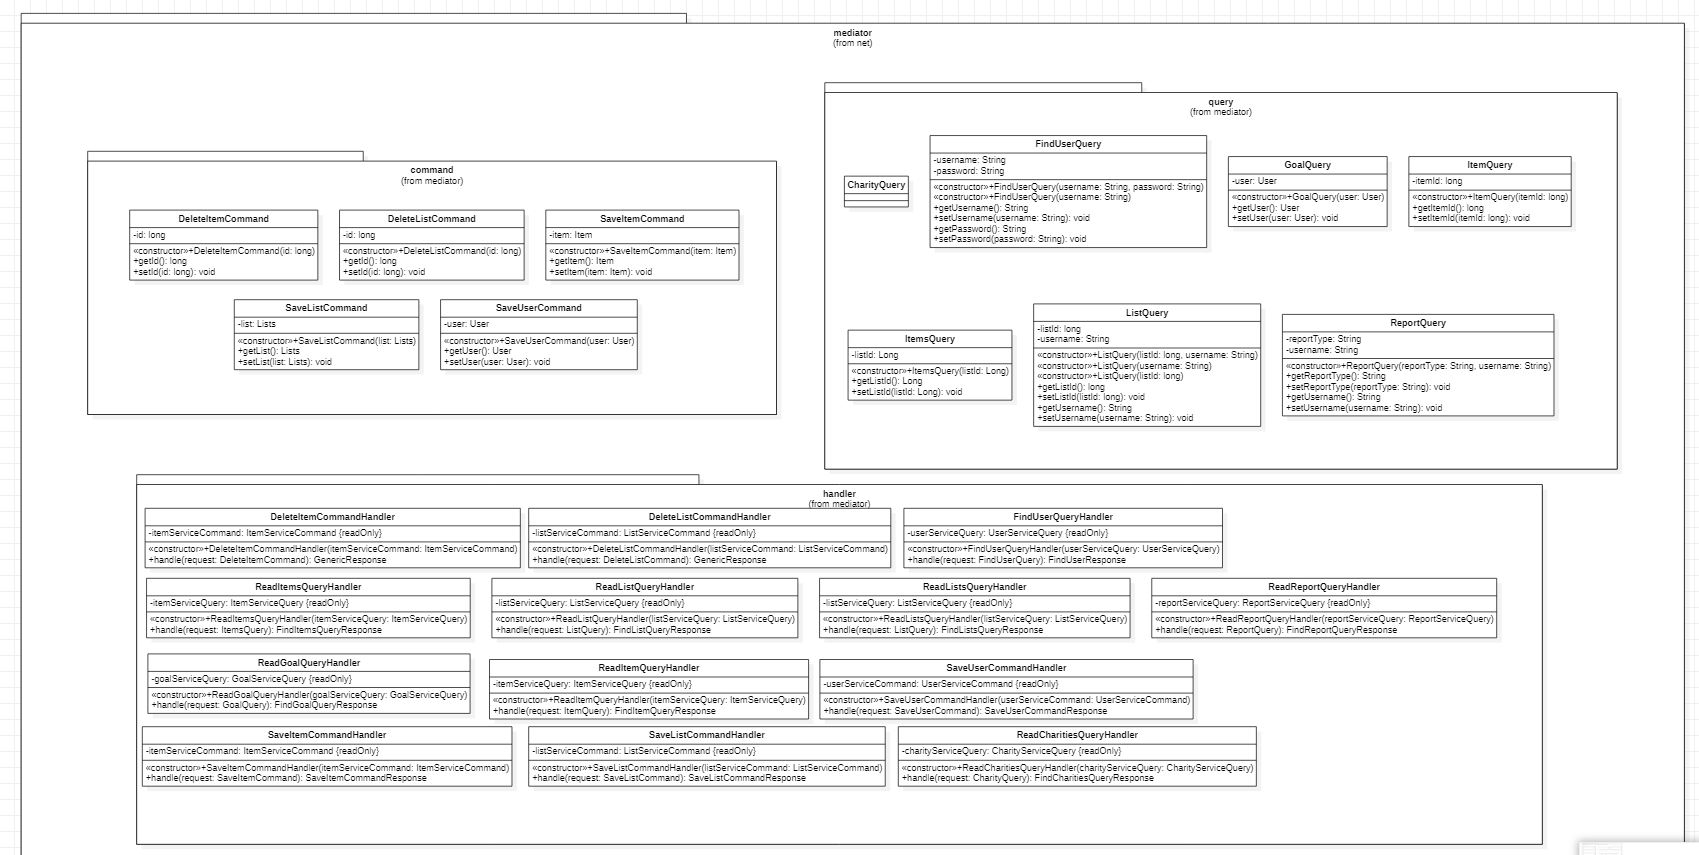 mediator
(from net)
command
(from mediator)
DeleteItemCommand
-id: long
«constructor»+DeleteItemCommand(id: long)
+getId(): long
+setId(id: long): void
DeleteListCommand
-id: long
«constructor»+DeleteListCommand(id: long)
+getId(): long
+setId(id: long): void
SaveItemCommand
-item: Item
«constructor»+SaveItemCommand(item: Item)
+getItem(): Item
+setItem(item: Item): void
SaveListCommand
-list: Lists
«constructor»+SaveListCommand(list: Lists)
+getList(): Lists
+setList(list: Lists): void
SaveUserCommand
-user: User
«constructor»+SaveUserCommand(user: User)
+getUser(): User
+setUser(user: User): void
query
(from mediator)
CharityQuery
FindUserQuery
-username: String
-password: String
«constructor»+FindUserQuery(username: String, password: String)
«constructor»+FindUserQuery(username: String)
+getUsername(): String
+setUsername(username: String): void
+getPassword(): String
+setPassword(password: String): void
GoalQuery
-user: User
«constructor»+GoalQuery(user: User)
+getUser(): User
+setUser(user: User): void
ItemQuery
-itemId: long
«constructor»+ItemQuery(itemId: long)
+getItemId(): long
+setItemId(itemId: long): void
ItemsQuery
-listId: Long
«constructor»+ItemsQuery(listId: Long)
+getListId(): Long
+setListId(listId: Long): void
ListQuery
-listId: long
-username: String
«constructor»+ListQuery(listId: long, username: String)
«constructor»+ListQuery(username: String)
«constructor»+ListQuery(listId: long)
+getListId(): long
+setListId(listId: long): void
+getUsername(): String
+setUsername(username: String): void
ReportQuery
-reportType: String
-username: String
«constructor»+ReportQuery(reportType: String, username: String)
+getReportType(): String
+setReportType(reportType: String): void
+getUsername(): String
+setUsername(username: String): void
handler
(from mediator)
DeleteItemCommandHandler
-itemServiceCommand: ItemServiceCommand {readOnly}
«constructor»+DeleteItemCommandHandler(itemServiceCommand: ItemServiceCommand)
+handle(request: DeleteItemCommand): GenericResponse
DeleteListCommandHandler
-listServiceCommand: ListServiceCommand {readOnly}
«constructor»+DeleteListCommandHandler(listServiceCommand: ListServiceCommand)
+handle(request: DeleteListCommand): GenericResponse
FindUserQueryHandler
-userServiceQuery: UserServiceQuery {readOnly}
«constructor»+FindUserQueryHandler(userServiceQuery: UserServiceQuery)
+handle(request: FindUserQuery): FindUserResponse
ReadItemsQueryHandler
-itemServiceQuery: ItemServiceQuery {readOnly}
«constructor»+ReadItemsQueryHandler(itemServiceQuery: ItemServiceQuery)
+handle(request: ItemsQuery): FindItemsQueryResponse
ReadListQueryHandler
-listServiceQuery: ListServiceQuery {readOnly}
«constructor»+ReadListQueryHandler(listServiceQuery: ListServiceQuery)
+handle(request: ListQuery): FindListQueryResponse
ReadListsQueryHandler
-listServiceQuery: ListServiceQuery {readOnly}
«constructor»+ReadListsQueryHandler(listServiceQuery: ListServiceQuery)
+handle(request: ListQuery): FindListsQueryResponse
ReadReportQueryHandler
-reportServiceQuery: ReportServiceQuery {readOnly}
«constructor»+ReadReportQueryHandler(reportServiceQuery: ReportServiceQuery)
+handle(request: ReportQuery): FindReportQueryResponse
ReadGoalQueryHandler
-goalServiceQuery: GoalServiceQuery {readOnly}
«constructor»+ReadGoalQueryHandler(goalServiceQuery: GoalServiceQuery)
+handle(request: GoalQuery): FindGoalQueryResponse
ReadItemQueryHandler
-itemServiceQuery: ItemServiceQuery {readOnly}
«constructor»+ReadItemQueryHandler(itemServiceQuery: ItemServiceQuery)
+handle(request: ItemQuery): FindItemQueryResponse
SaveUserCommandHandler
-userServiceCommand: UserServiceCommand {readOnly}
«constructor»+SaveUserCommandHandler(userServiceCommand: UserServiceCommand)
+handle(request: SaveUserCommand): SaveUserCommandResponse
SaveItemCommandHandler
-itemServiceCommand: ItemServiceCommand {readOnly}
«constructor»+SaveItemCommandHandler(itemServiceCommand: ItemServiceCommand)
+handle(request: SaveItemCommand): SaveItemCommandResponse
SaveListCommandHandler
-listServiceCommand: ListServiceCommand {readOnly}
«constructor»+SaveListCommandHandler(listServiceCommand: ListServiceCommand)
+handle(request: SaveListCommand): SaveListCommandResponse
ReadCharitiesQueryHandler
-charityServiceQuery: CharityServiceQuery {readOnly}
«constructor»+ReadCharitiesQueryHandler(charityServiceQuery: CharityServiceQuery)
+handle(request: CharityQuery): FindCharitiesQueryResponse